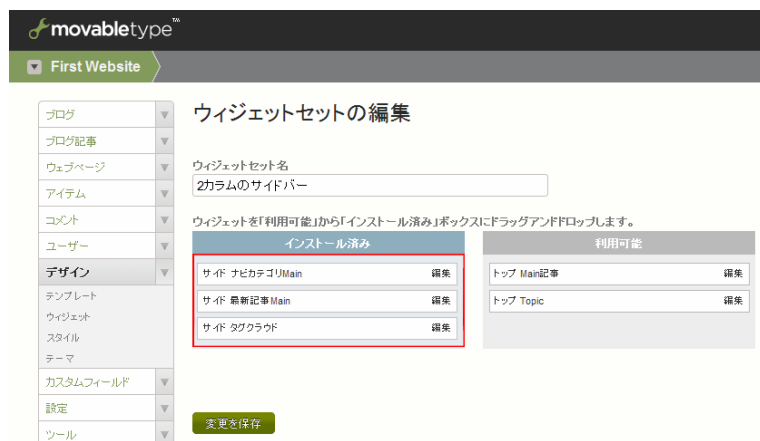 movabletype™
First Website
ウィジェットセットの編集
ブログ
ブログ記事
ウェブページ
アイテム
コメント
ユーザー
デザイン
テンプレート
ウィジェット
スタイル
テーマ
カスタムフィールド
設定
ツール
ウィジェットセット名
2カラムのサイドバー
ウィジェットを「利用可能」から「インストール済み」ボックスにドラッグアンドドロップします。
インストール済み
サイド ナビカテゴリMain 編集
サイド 最新記事Main 編集
サイド タグクラウド 編集
利用可能
トップ Main記事 編集
トップ Topic 編集
変更を保存